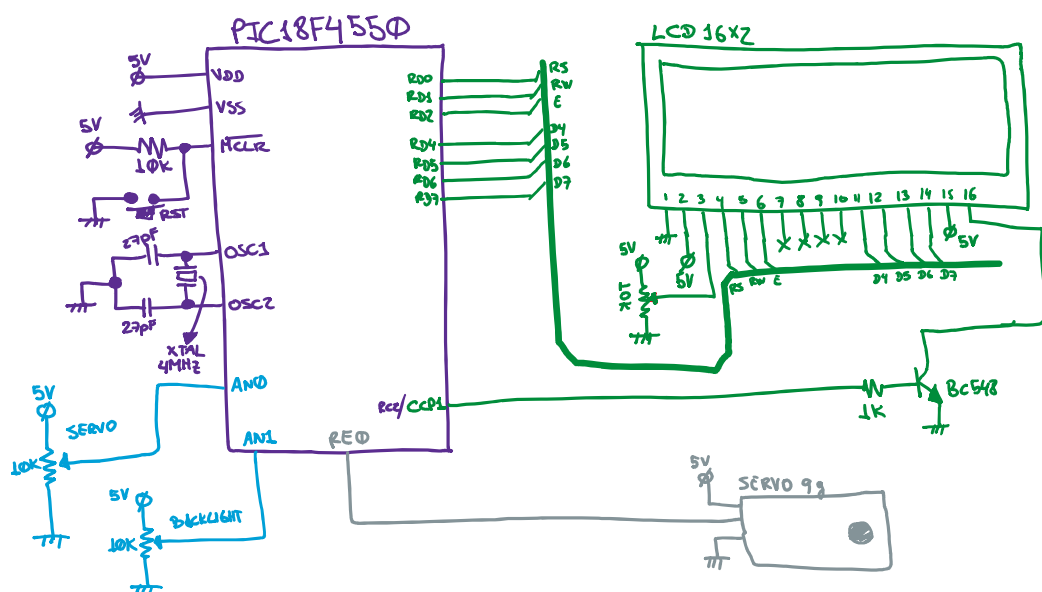 PIC18F4550
LCD 16x2
5V
VDD
VSS
5V
10K
MCLR
RST
27pF
OSC1
OSC2
27pF
XTAL
4MHZ
RD0
RD1
RD2
RD4
RD5
RD6
RD7
RS
RW
E
D4
D5
D6
D7
1 2 3 4 5 6 7 8 9 10 11 12 13 14 15 16
5V
5V
5V
10K
RS RW E
D4 D5 D6 D7
AN0
5V
SERVO
10K
AN1
RE0
RC2/CCP1
1K
BC548
5V
BACKLIGHT
10K
5V
SERVO 9g